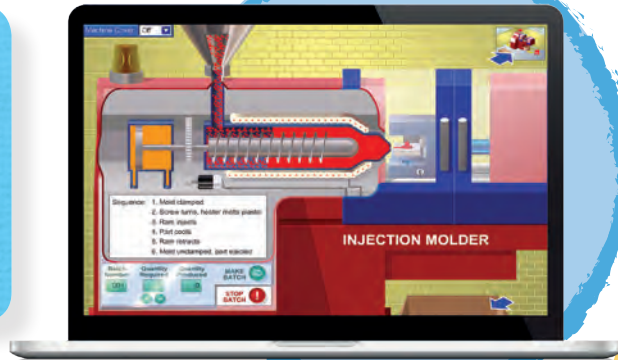 Machine Cover: Off
Sequence: 1. Mold clamped
2. Screw turns, heater melts plastic
3. Ram injects
4. Part cools
5. Ram retracts
6. Mold unclamped, part ejected
INJECTION MOLDER
Batch Number
Quantity Required
Quantity Produced
MAKE BATCH
0
STOP BATCH